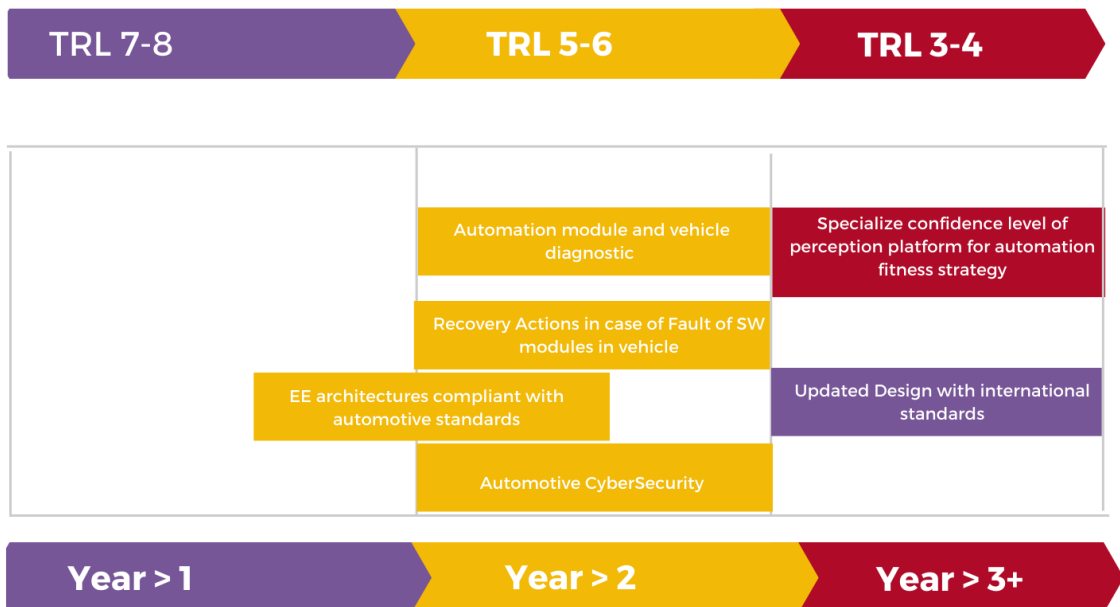 TRL 7-8
TRL 5-6
TRL 3-4
Automation module and vehicle
diagnostic
Specialize confidence level of
perception platform for automation
fitness strategy
Recovery Actions in case of Fault of SW
modules in vehicle
EE architectures compliant with
automotive standards
Updated Design with international
standards
Automotive CyberSecurity
Year > 1
Year > 2
Year > 3+